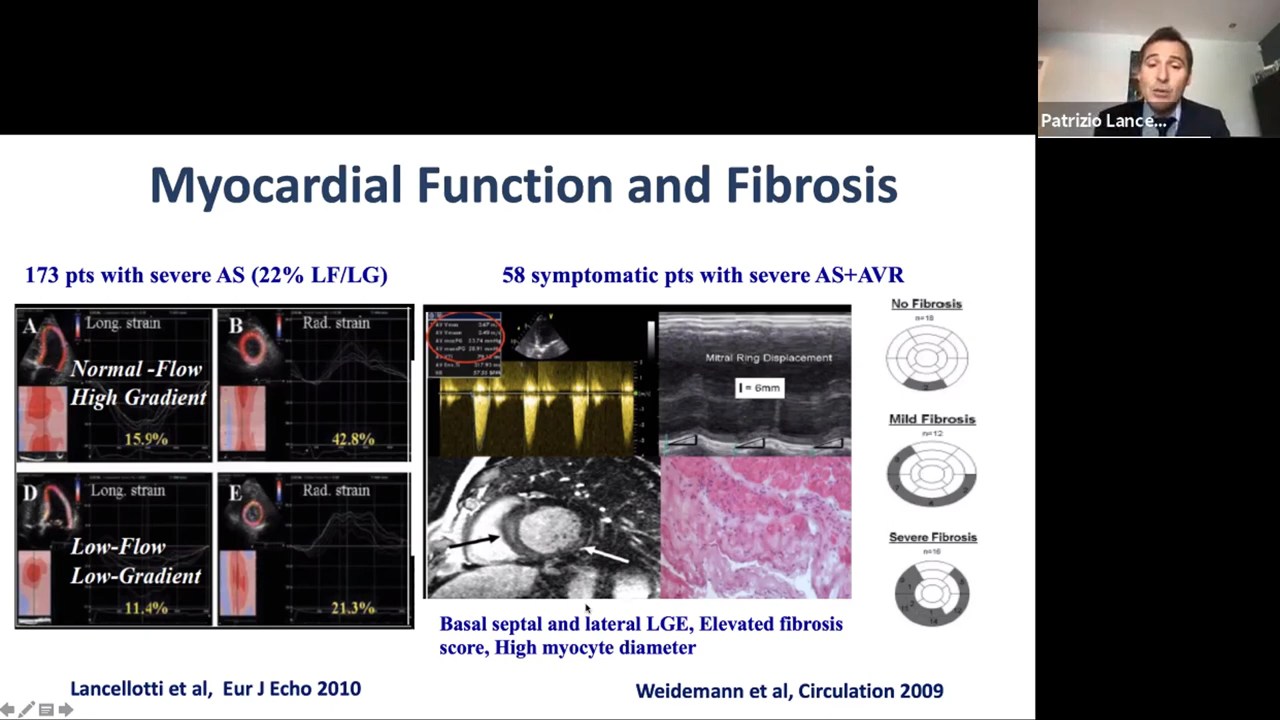 Patrizio Lance...
Myocardial Function and Fibrosis
173 pts with severe AS (22% LF/LG)
58 symptomatic pts with severe AS+AVR
A
Long. strain
Normal -Flow
High Gradient
15.9%
B
Rad. strain
42.8%
D
Long. strain
Low-Flow
Low-Gradient
11.4%
E
Rad. strain
21.3%
Mitral Ring Displacement
I = 6mm
No Fibrosis
n=18
Mild Fibrosis
n=12
Severe Fibrosis
Basal septal and lateral LGE, Elevated fibrosis
score, High myocyte diameter
Lancellotti et al, Eur J Echo 2010
Weidemann et al, Circulation 2009